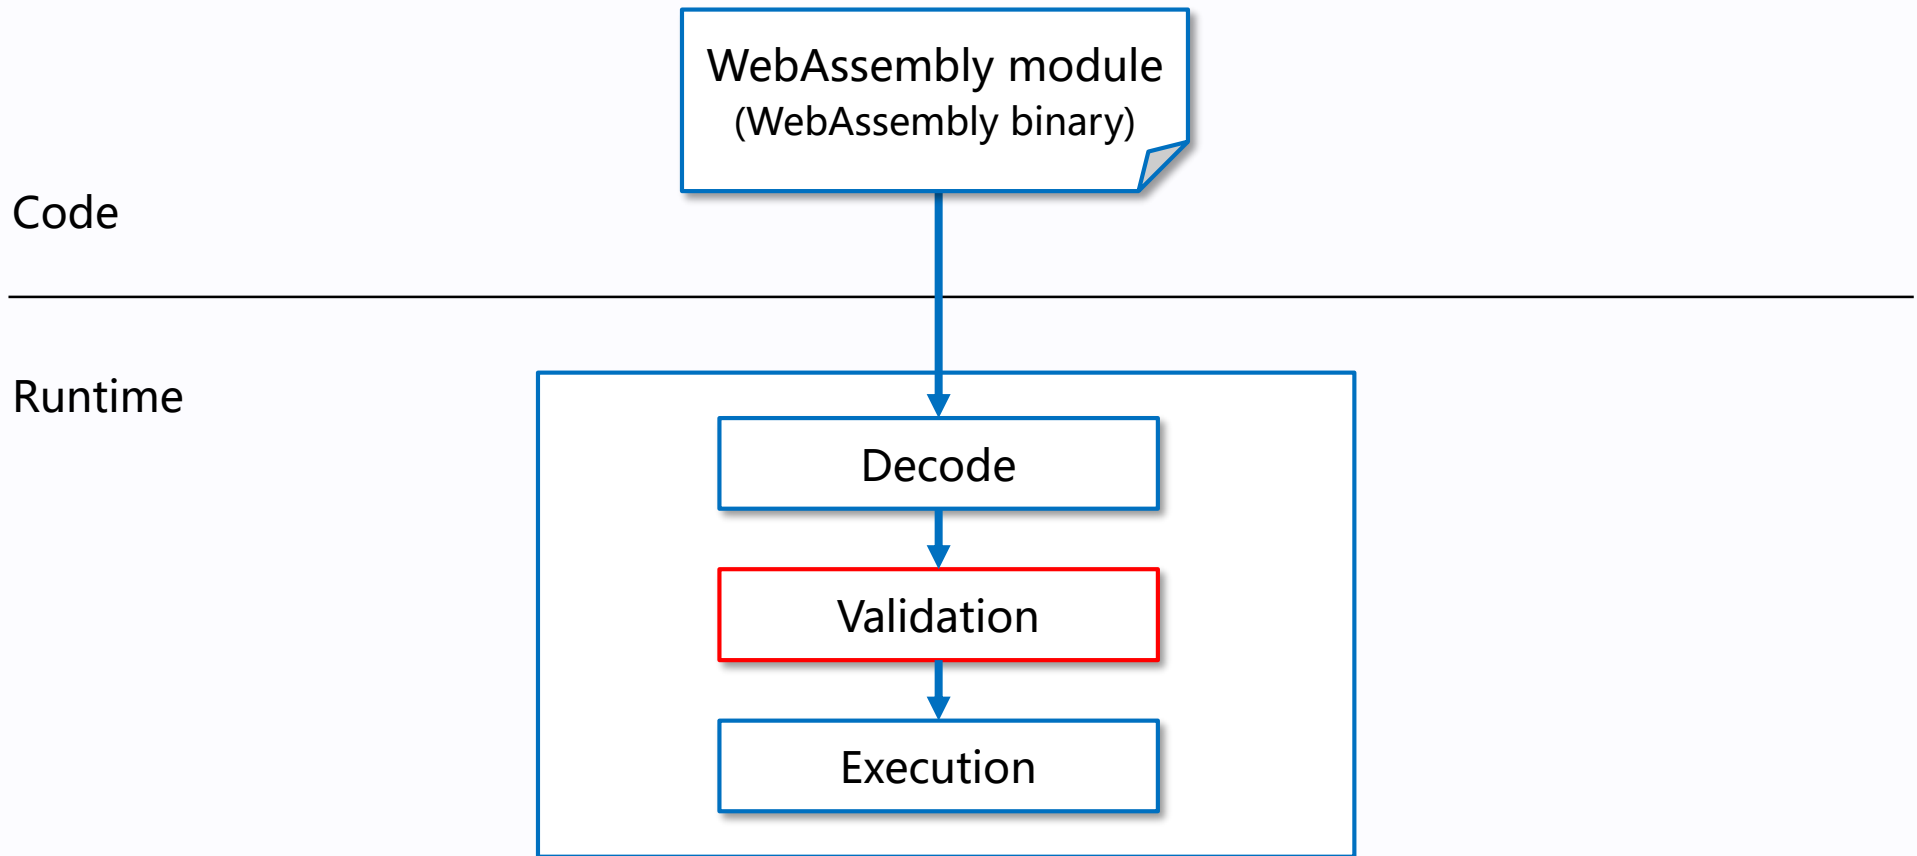 WebAssembly module
(WebAssembly binary)
Code
Runtime
Decode
Validation
Execution